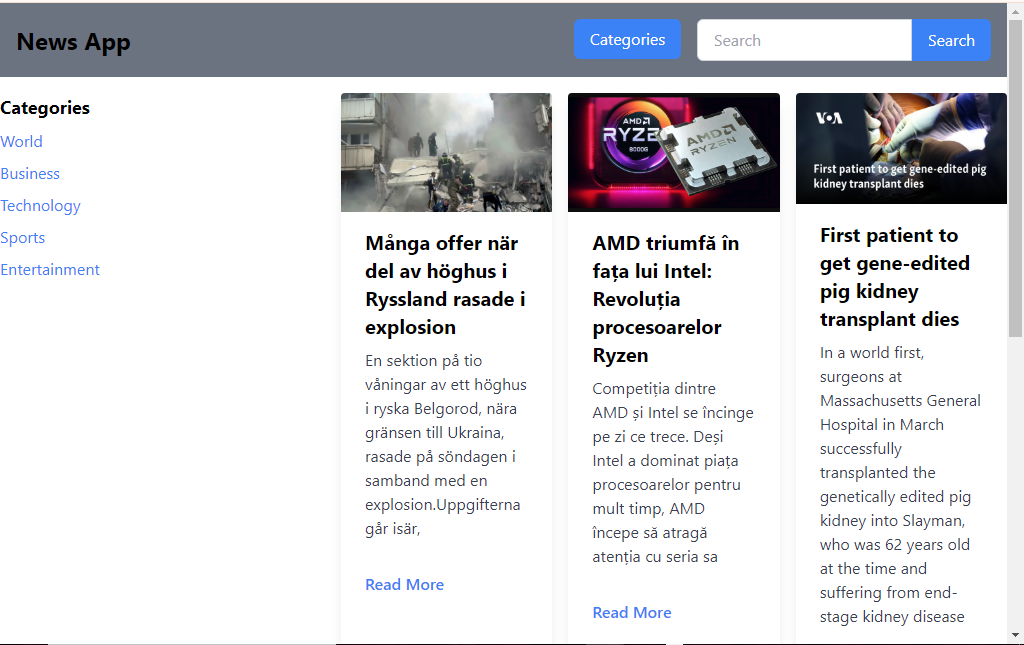 News App
Categories
Search
Search
Categories
World
Business
Technology
Sports
Entertainment
Många offer när
del av höghus i
Ryssland rasade i
explosion
En sektion på tio
våningar av ett höghus
i ryska Belgorod, nära
gränsen till Ukraina,
rasade på söndagen i
samband med en
explosion.Uppgifterna
går isär,
Read More
AMD
RYZE
8000G
AMD
RYZEN
AMD triumfă în
fața lui Intel:
Revoluția
procesoarelor
Ryzen
Competiția dintre
AMD și Intel se încinge
pe zi ce trece. Deși
Intel a dominat piața
procesoarelor pentru
mult timp, AMD
începe să atragă
atenția cu seria sa
Read More
VOA
First patient to get gene-edited pig
kidney transplant dies
First patient to
get gene-edited
pig kidney
transplant dies
In a world first,
surgeons at
Massachusetts General
Hospital in March
successfully
transplanted the
genetically edited pig
kidney into Slayman,
who was 62 years old
at the time and
suffering from end-
stage kidney disease